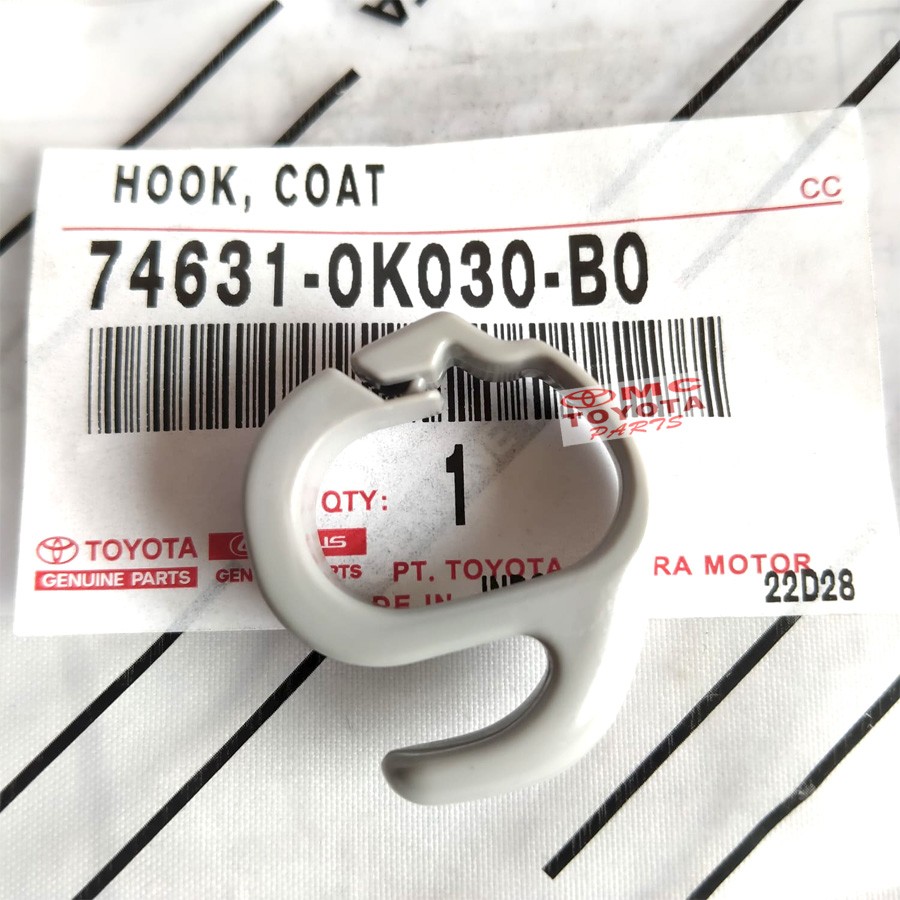 HOOK, COAT
CC
74631-0K030-B0
MC
TOYOTA
PARTS
QTY: 1
TOYOTA
GENUINE PARTS
PT. TOYOTA RA MOTOR
IN
22D28